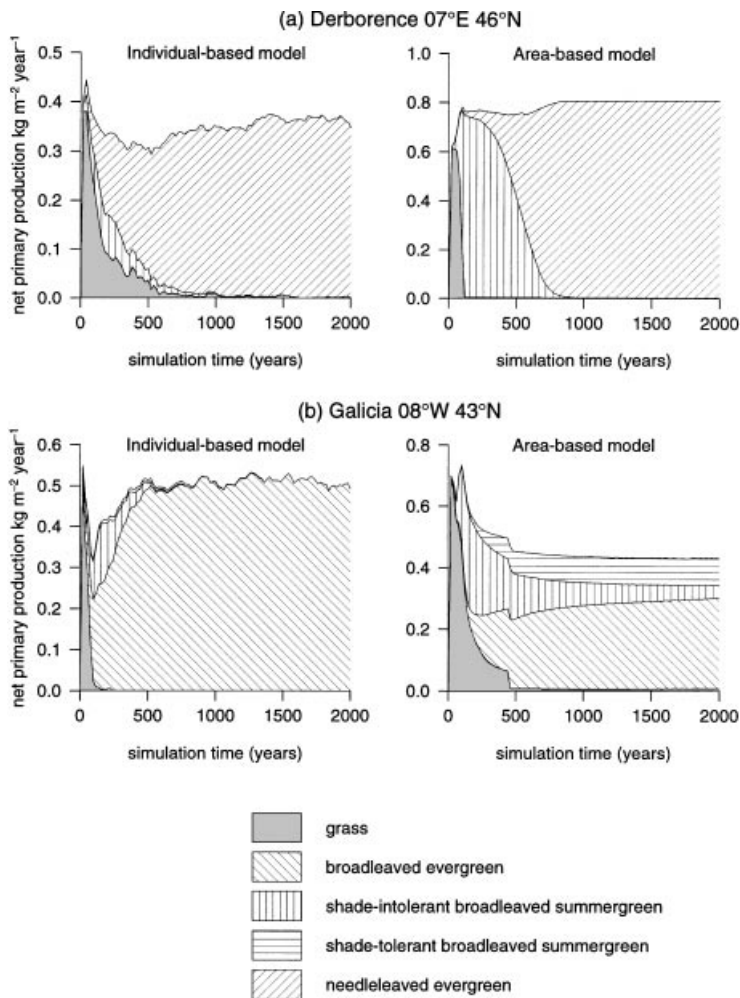 (a) Derborence 07°E 46°N
Individual-based model
Area-based model
net primary production kg m⁻² year⁻¹
0.5
0.4
0.3
0.2
0.1
0.0
1.0
0.8
0.6
0.4
0.2
0.0
0 500 1000 1500 2000
0 500 1000 1500 2000
simulation time (years)
simulation time (years)
(b) Galicia 08°W 43°N
Individual-based model
Area-based model
net primary production kg m⁻² year⁻¹
0.6
0.5
0.4
0.3
0.2
0.1
0.0
0.8
0.6
0.4
0.2
0.0
0 500 1000 1500 2000
0 500 1000 1500 2000
simulation time (years)
simulation time (years)
grass
broadleaved evergreen
shade-intolerant broadleaved summergreen
shade-tolerant broadleaved summergreen
needleleaved evergreen